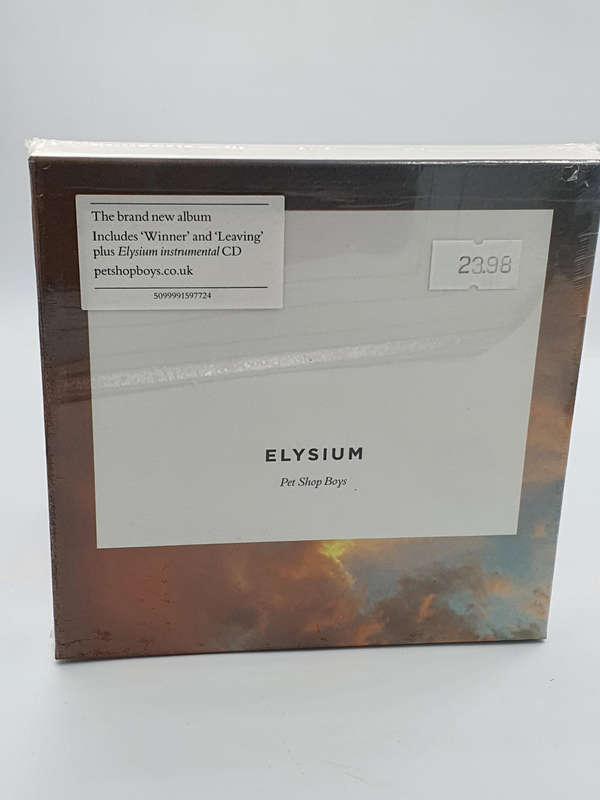 The brand new album
Includes ‘Winner’ and ‘Leaving’
plus Elysium instrumental CD
petshopboys.co.uk
5099991597724
23.98
ELYSIUM
Pet Shop Boys